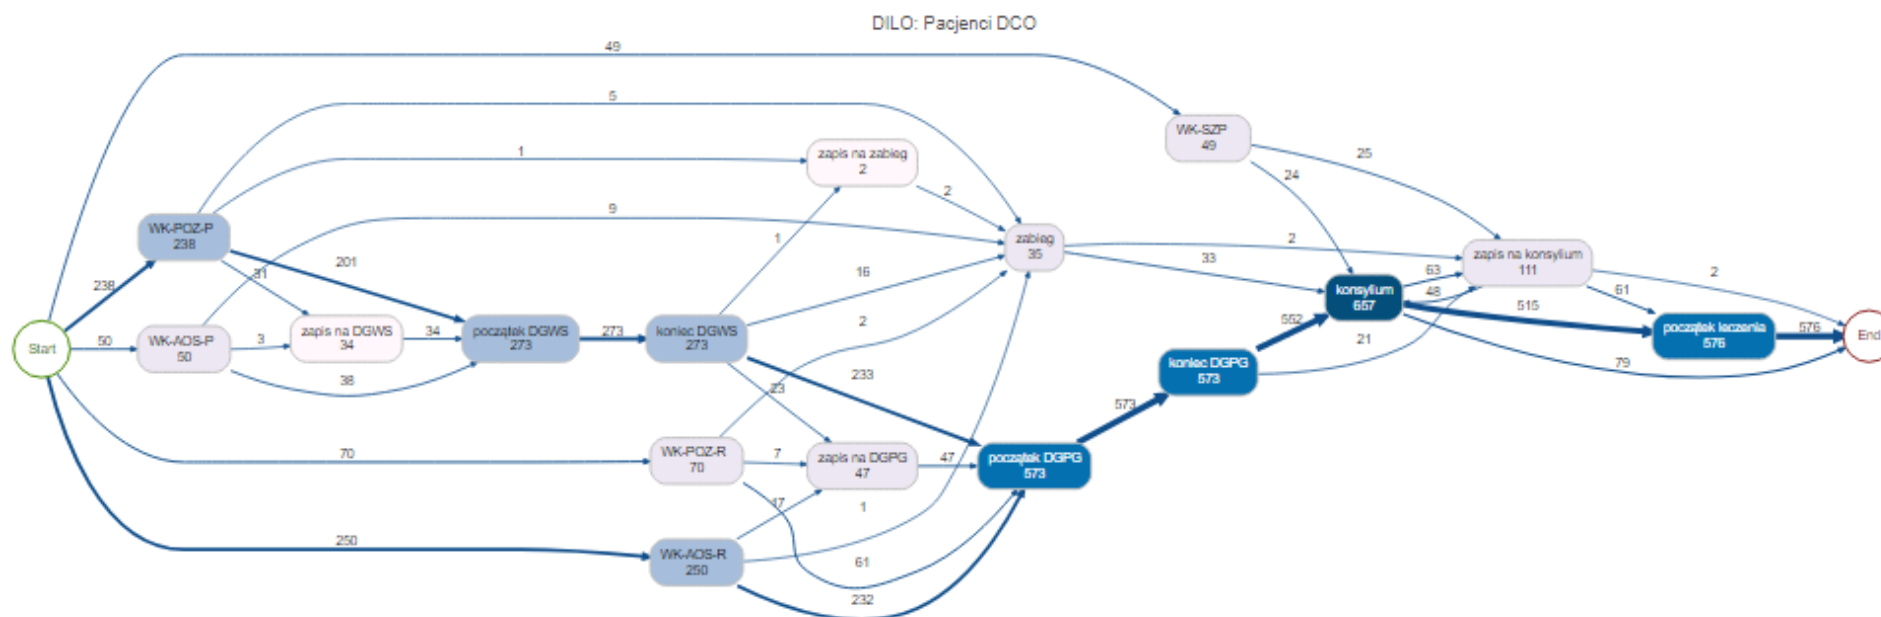 DILO: Pacjenci DCO
49
5
WK-SZP
49
zapis na zabieg
2
1
25
24
2
9
WK-POZ-P
238
zabieg
35
2
zapis na konsylium
111
1
201
31
16
33
63
48
konsylium
657
61
2
238
515
552
Start
50
WK-AOS-P
50
3
zapis na DGWS
34
34
początek DGWS
273
273
koniec DGWS
273
2
początek leczenia
576
576
End
21
koniec DGPG
573
79
38
233
23
573
70
WK-POZ-R
70
7
zapis na DGPG
47
47
początek DGPG
573
17
1
250
WK-AOS-R
250
61
232